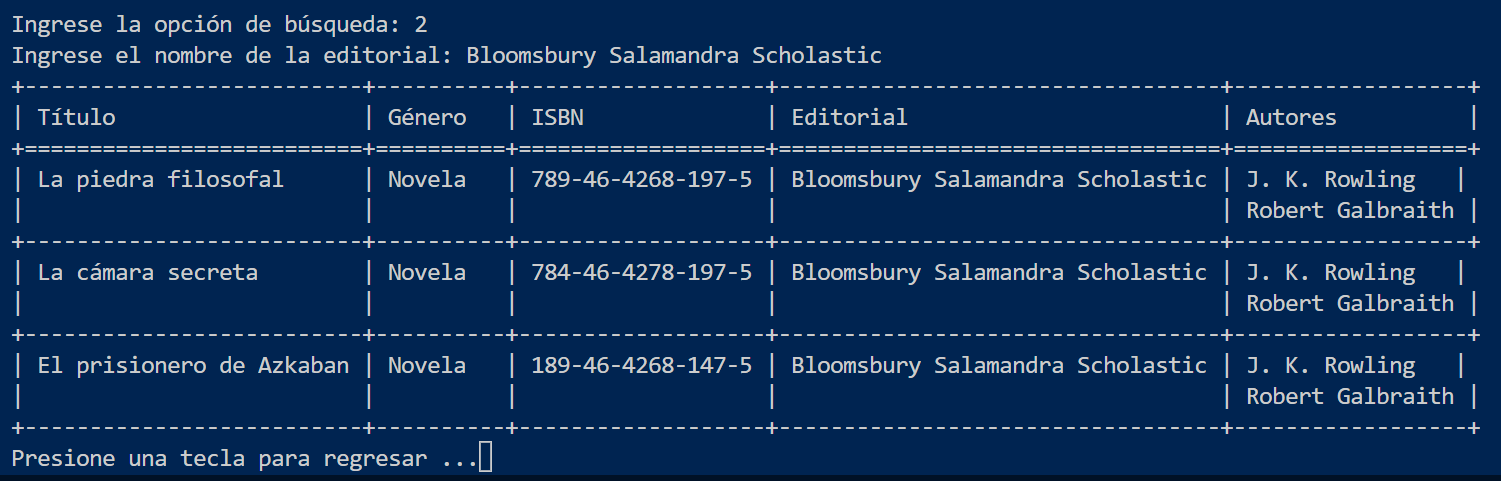 Ingrese la opción de búsqueda: 2
Ingrese el nombre de la editorial: Bloomsbury Salamandra Scholastic
+--------------------------+----------+-------------------+----------------------------------+------------------+
| Título                   | Género   | ISBN              | Editorial                        | Autores          |
+==========================+==========+===================+==================================+==================+
| La piedra filosofal      | Novela   | 789-46-4268-197-5 | Bloomsbury Salamandra Scholastic | J. K. Rowling   |
|                          |          |                   |                                  | Robert Galbraith |
+--------------------------+----------+-------------------+----------------------------------+------------------+
| La cámara secreta        | Novela   | 784-46-4278-197-5 | Bloomsbury Salamandra Scholastic | J. K. Rowling   |
|                          |          |                   |                                  | Robert Galbraith |
+--------------------------+----------+-------------------+----------------------------------+------------------+
| El prisionero de Azkaban | Novela   | 189-46-4268-147-5 | Bloomsbury Salamandra Scholastic | J. K. Rowling   |
|                          |          |                   |                                  | Robert Galbraith |
+--------------------------+----------+-------------------+----------------------------------+------------------+
Presione una tecla para regresar ...